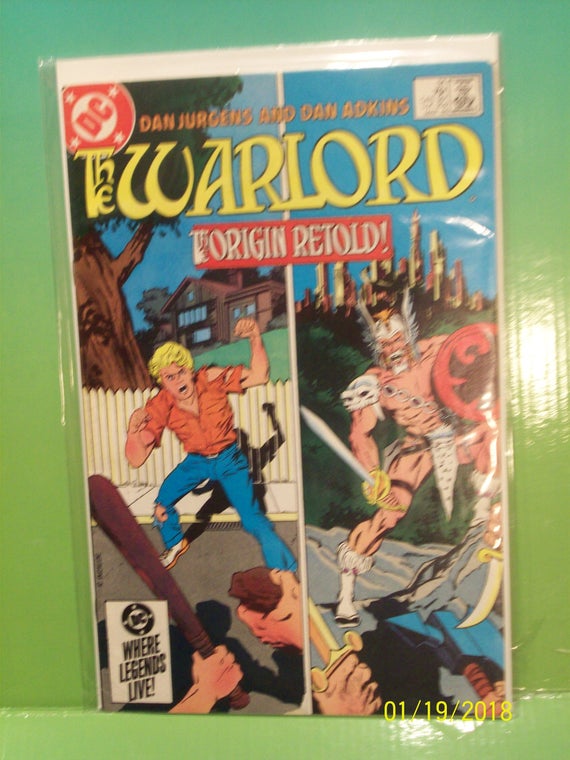 DC
DAN JURGENS AND DAN ADKINS
THE WARLORD
THE ORIGIN RETOLD!
DC
WHERE
LEGENDS
LIVE!
01/19/2018